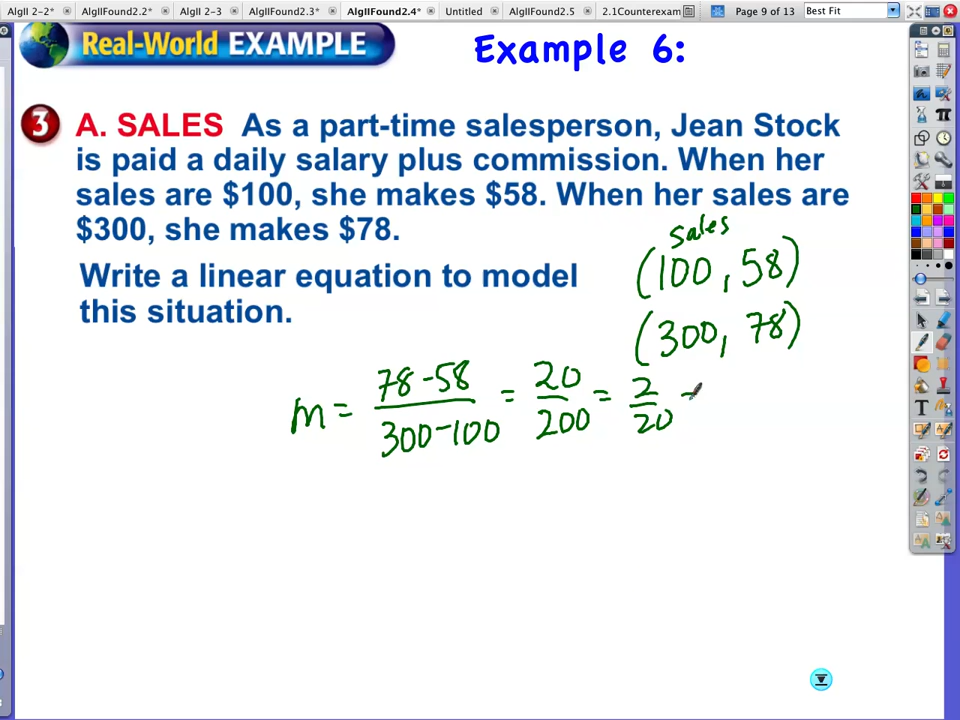 AlgII 2-2* AlgIIFound2.2* AlgII 2-3 AlgIIFound2.3* AlgIIFound2.4* Untitled AlgIIFound2.5 2.1Counterexam Page 9 of 13 Best Fit
Real-World EXAMPLE
Example 6:
3 A. SALES As a part-time salesperson, Jean Stock
is paid a daily salary plus commission. When her
sales are $100, she makes $58. When her sales are
$300, she makes $78.
sales
(100, 58)
Write a linear equation to model
this situation.
(300, 78)
m = 78-58 / 300-100 = 20 / 200 = 2 / 20